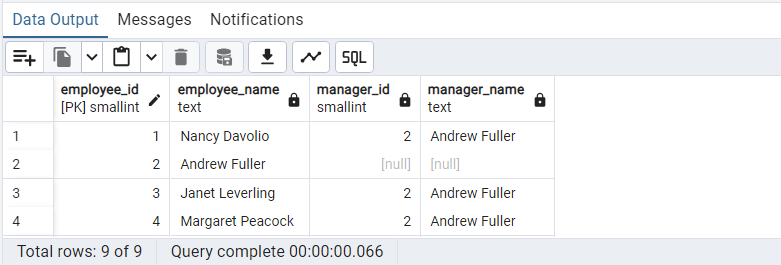 Data Output Messages Notifications
SQL
employee_id employee_name manager_id manager_name
[PK] smallint text smallint text
1 1 Nancy Davolio 2 Andrew Fuller
2 2 Andrew Fuller [null] [null]
3 3 Janet Leverling 2 Andrew Fuller
4 4 Margaret Peacock 2 Andrew Fuller
Total rows: 9 of 9 Query complete 00:00:00.066